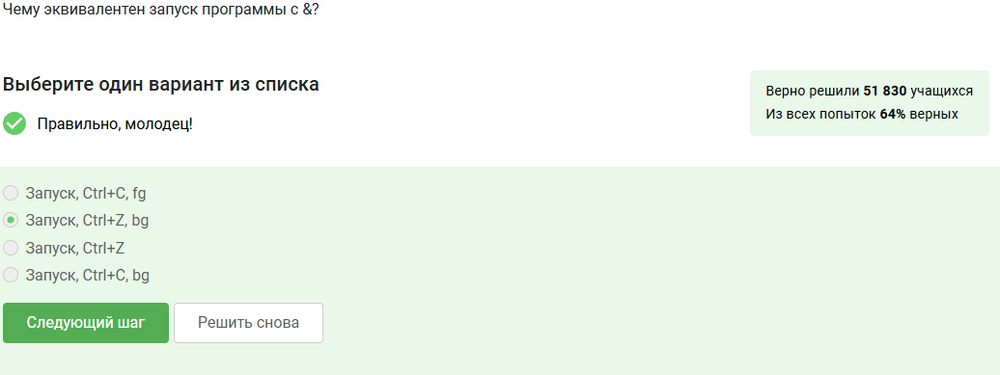 Чему эквивалентен запуск программы с &?
Выберите один вариант из списка
Правильно, молодец!
Верно решили 51 830 учащихся
Из всех попыток 64% верных
Запуск, Ctrl+C, fg
Запуск, Ctrl+Z, bg
Запуск, Ctrl+Z
Запуск, Ctrl+C, bg
Следующий шаг
Решить снова